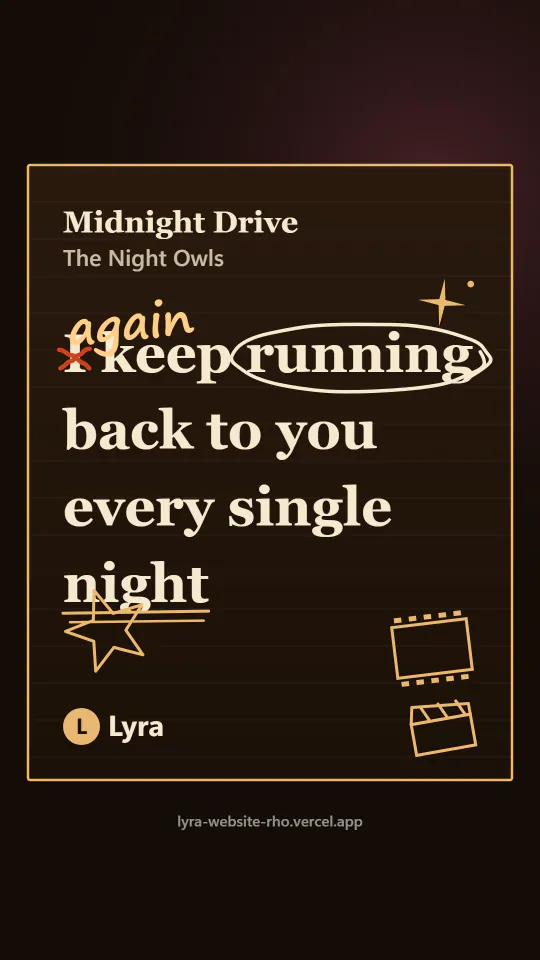 Midnight Drive
The Night Owls
again
I keep running
back to you
every single
night
L Lyra
lyra-website-rho.vercel.app